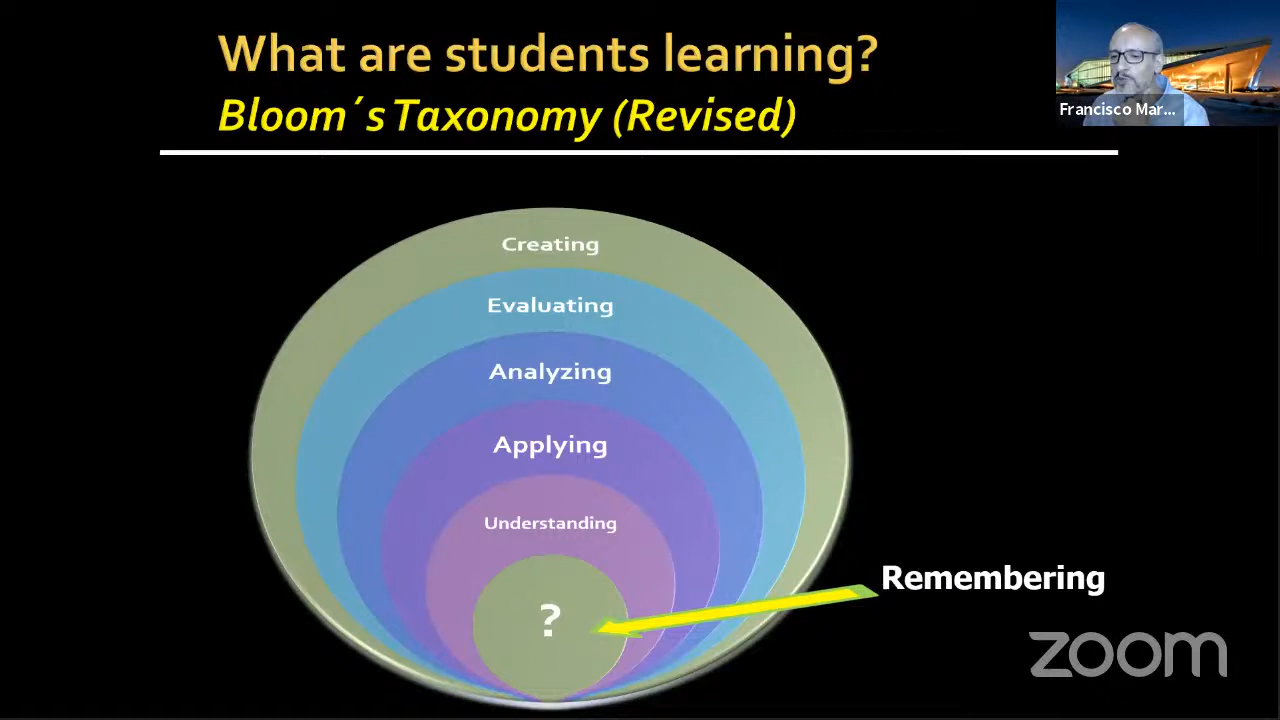 What are students learning?
Bloom´s Taxonomy (Revised)
Francisco Mar...
Creating
Evaluating
Analyzing
Applying
Understanding
?
Remembering
zoom